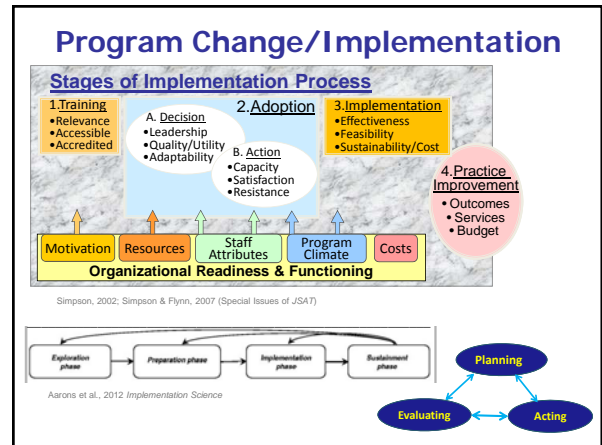 Program Change/Implementation
Stages of Implementation Process
1.Training
•Relevance
•Accessible
•Accredited
2.Adoption
A. Decision
•Leadership
•Quality/Utility
•Adaptability
B. Action
•Capacity
•Satisfaction
•Resistance
3.Implementation
•Effectiveness
•Feasibility
•Sustainability/Cost
4.Practice
Improvement
• Outcomes
• Services
• Budget
Motivation
Resources
Staff
Attributes
Program
Climate
Costs
Organizational Readiness & Functioning
Simpson, 2002; Simpson & Flynn, 2007 (Special Issues of JSAT)
Exploration
phase
Preparation phase
Implementation
phase
Sustainment
phase
Aarons et al., 2012 Implementation Science
Planning
Evaluating
Acting